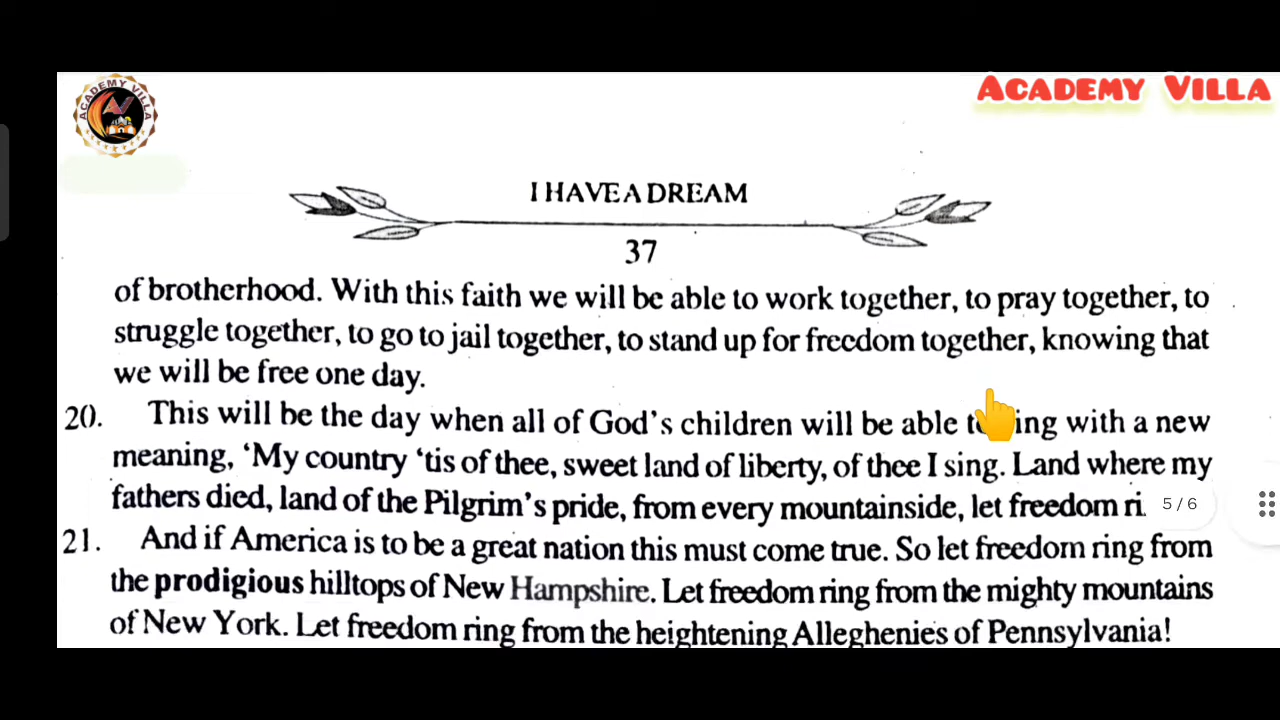 ACADEMY VILLA
ACADEMY VILLA
AV
I HAVE A DREAM
37
of brotherhood. With this faith we will be able to work together, to pray together, to
struggle together, to go to jail together, to stand up for freedom together, knowing that
we will be free one day.
20. This will be the day when all of God's children will be able ing with a new
meaning, 'My country 'tis of thee, sweet land of liberty, of thee I sing. Land where my
fathers died, land of the Pilgrim's pride, from every mountainside, let freedom
5 / 6
21. And if America is to be a great nation this must come true. So let freedom ring from
the prodigious hilltops of New Hampshire. Let freedom ring from the mighty mountains
of New York. Let freedom ring from the heightening Alleghenies of Pennsylvania!